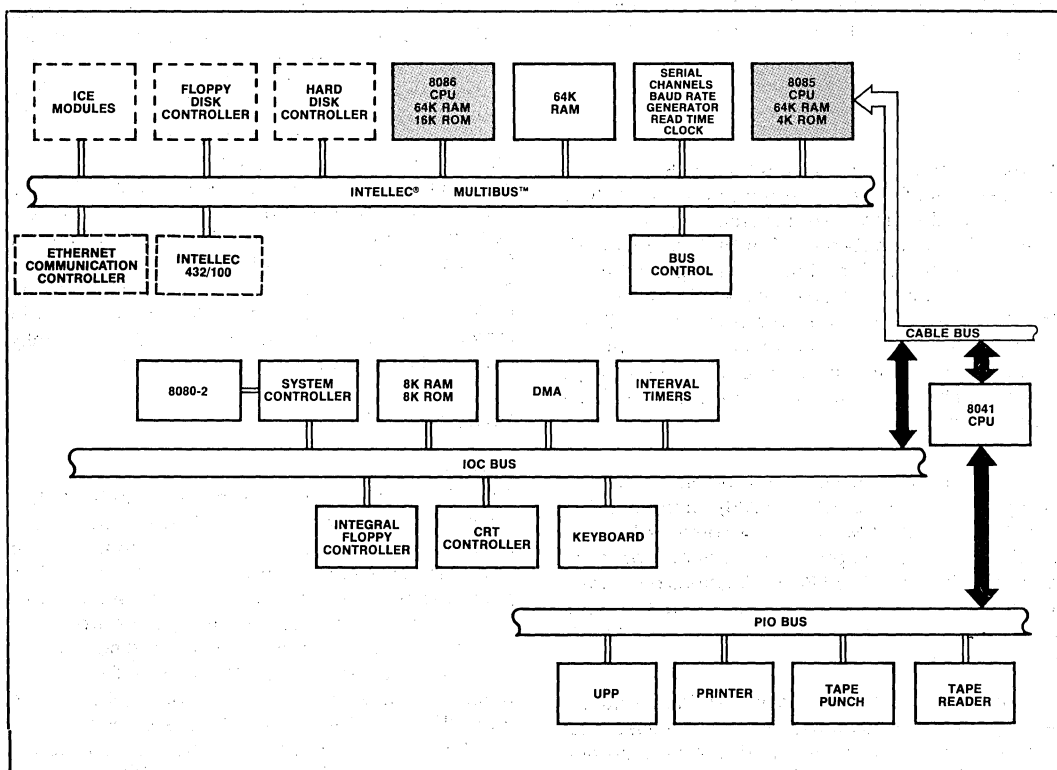 ICE
MODULES
FLOPPY
DISK
CONTROLLER
HARD
DISK
CONTROLLER
8086
CPU
64K RAM
16K ROM
64K
RAM
SERIAL
CHANNELS
BAUD RATE
GENERATOR
READ TIME
CLOCK
8085
CPU
64K RAM
4K ROM
INTELLEC® MULTIBUS™
ETHERNET
COMMUNICATION
CONTROLLER
INTELLEC
432/100
BUS
CONTROL
CABLE BUS
8080-2
SYSTEM
CONTROLLER
8K RAM
8K ROM
DMA
INTERVAL
TIMERS
8041
CPU
IOC BUS
INTEGRAL
FLOPPY
CONTROLLER
CRT
CONTROLLER
KEYBOARD
PIO BUS
UPP
PRINTER
TAPE
PUNCH
TAPE
READER